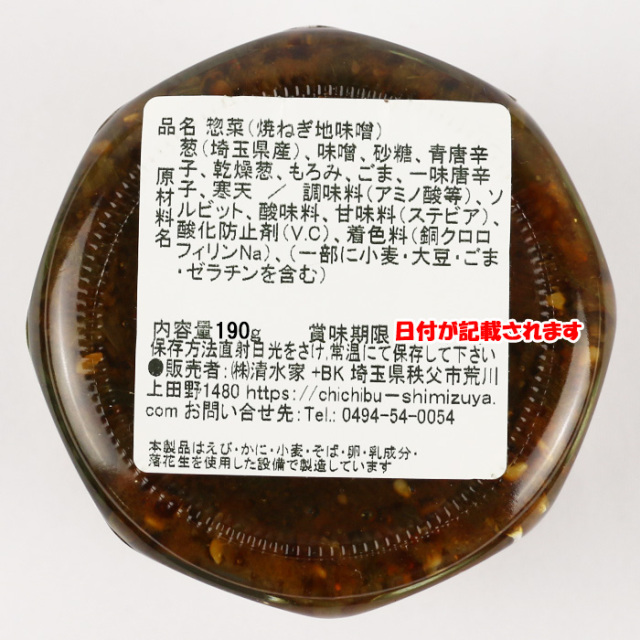 品名 惣菜(焼ねぎ地味噌)
原材料名
葱(埼玉県産)、味噌、砂糖、青唐辛
子、乾燥葱、もろみ、ごま、一味唐辛
子、寒天 / 調味料(アミノ酸等)、ソ
ルビット、酸味料、甘味料(ステビア)、
酸化防止剤(V.C)、着色料(銅クロロ
フィリンNa)、(一部に小麦・大豆・ごま
・ゼラチンを含む)
内容量190g 賞味期限 日付が記載されます
保存方法直射日光をさけ,常温にて保存して下さい
●販売者:㈱清水家 +BK 埼玉県秩父市荒川
上田野1480 https://chichibu-shimizuya.
com お問い合せ先:Tel.: 0494-54-0054
本製品はえび・かに・小麦・そば・卵・乳成分・
落花生を使用した設備で製造しています